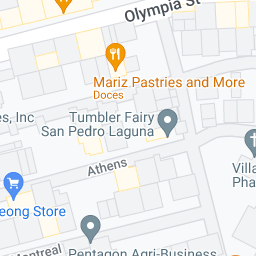 Olympia St
Mariz Pastries and More
Doces
es, Inc
Tumbler Fairy
San Pedro Laguna
Athens
Villa
Pha
eong Store
Montreal
Pentagon Agri-Business